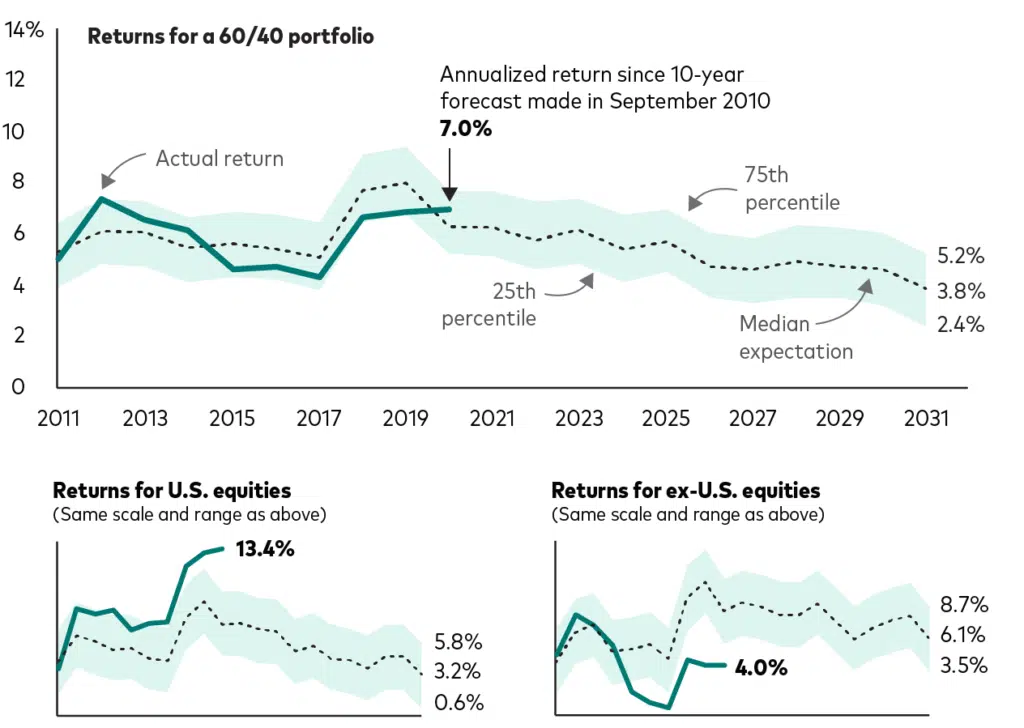 14%
Returns for a 60/40 portfolio
12
Annualized return since 10-year
forecast made in September 2010
7.0%
10
Actual return
8
75th
percentile
6
5.2%
4
25th
percentile
3.8%
2
Median
expectation
2.4%
0
2011 2013 2015 2017 2019 2021 2023 2025 2027 2029 2031
Returns for U.S. equities
(Same scale and range as above)
13.4%
5.8%
3.2%
0.6%
Returns for ex-U.S. equities
(Same scale and range as above)
8.7%
6.1%
4.0%
3.5%